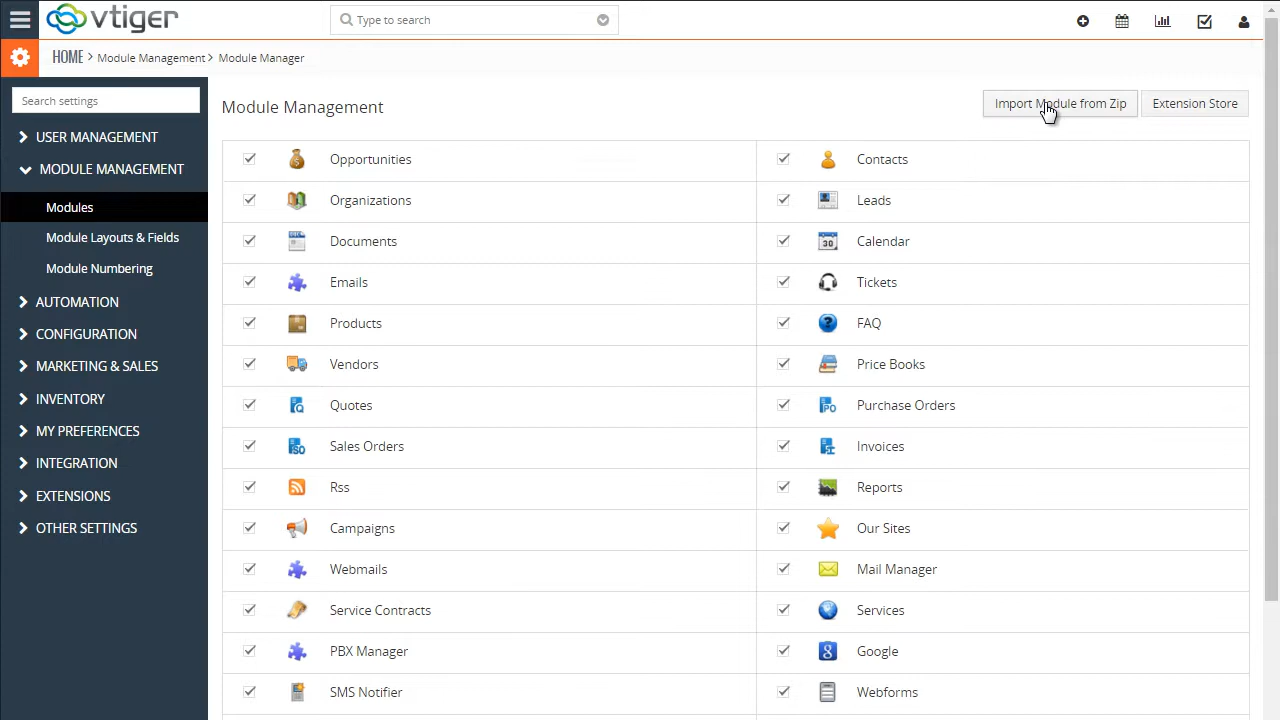 vtiger
Type to search
HOME > Module Management > Module Manager
Search settings
USER MANAGEMENT
MODULE MANAGEMENT
Modules
Module Layouts & Fields
Module Numbering
AUTOMATION
CONFIGURATION
MARKETING & SALES
INVENTORY
MY PREFERENCES
INTEGRATION
EXTENSIONS
OTHER SETTINGS
Module Management
Import Module from Zip
Extension Store
Opportunities
Contacts
Organizations
Leads
Documents
Calendar
Emails
Tickets
Products
FAQ
Vendors
Price Books
Quotes
Purchase Orders
Sales Orders
Invoices
Rss
Reports
Campaigns
Our Sites
Webmails
Mail Manager
Service Contracts
Services
PBX Manager
Google
SMS Notifier
Webforms